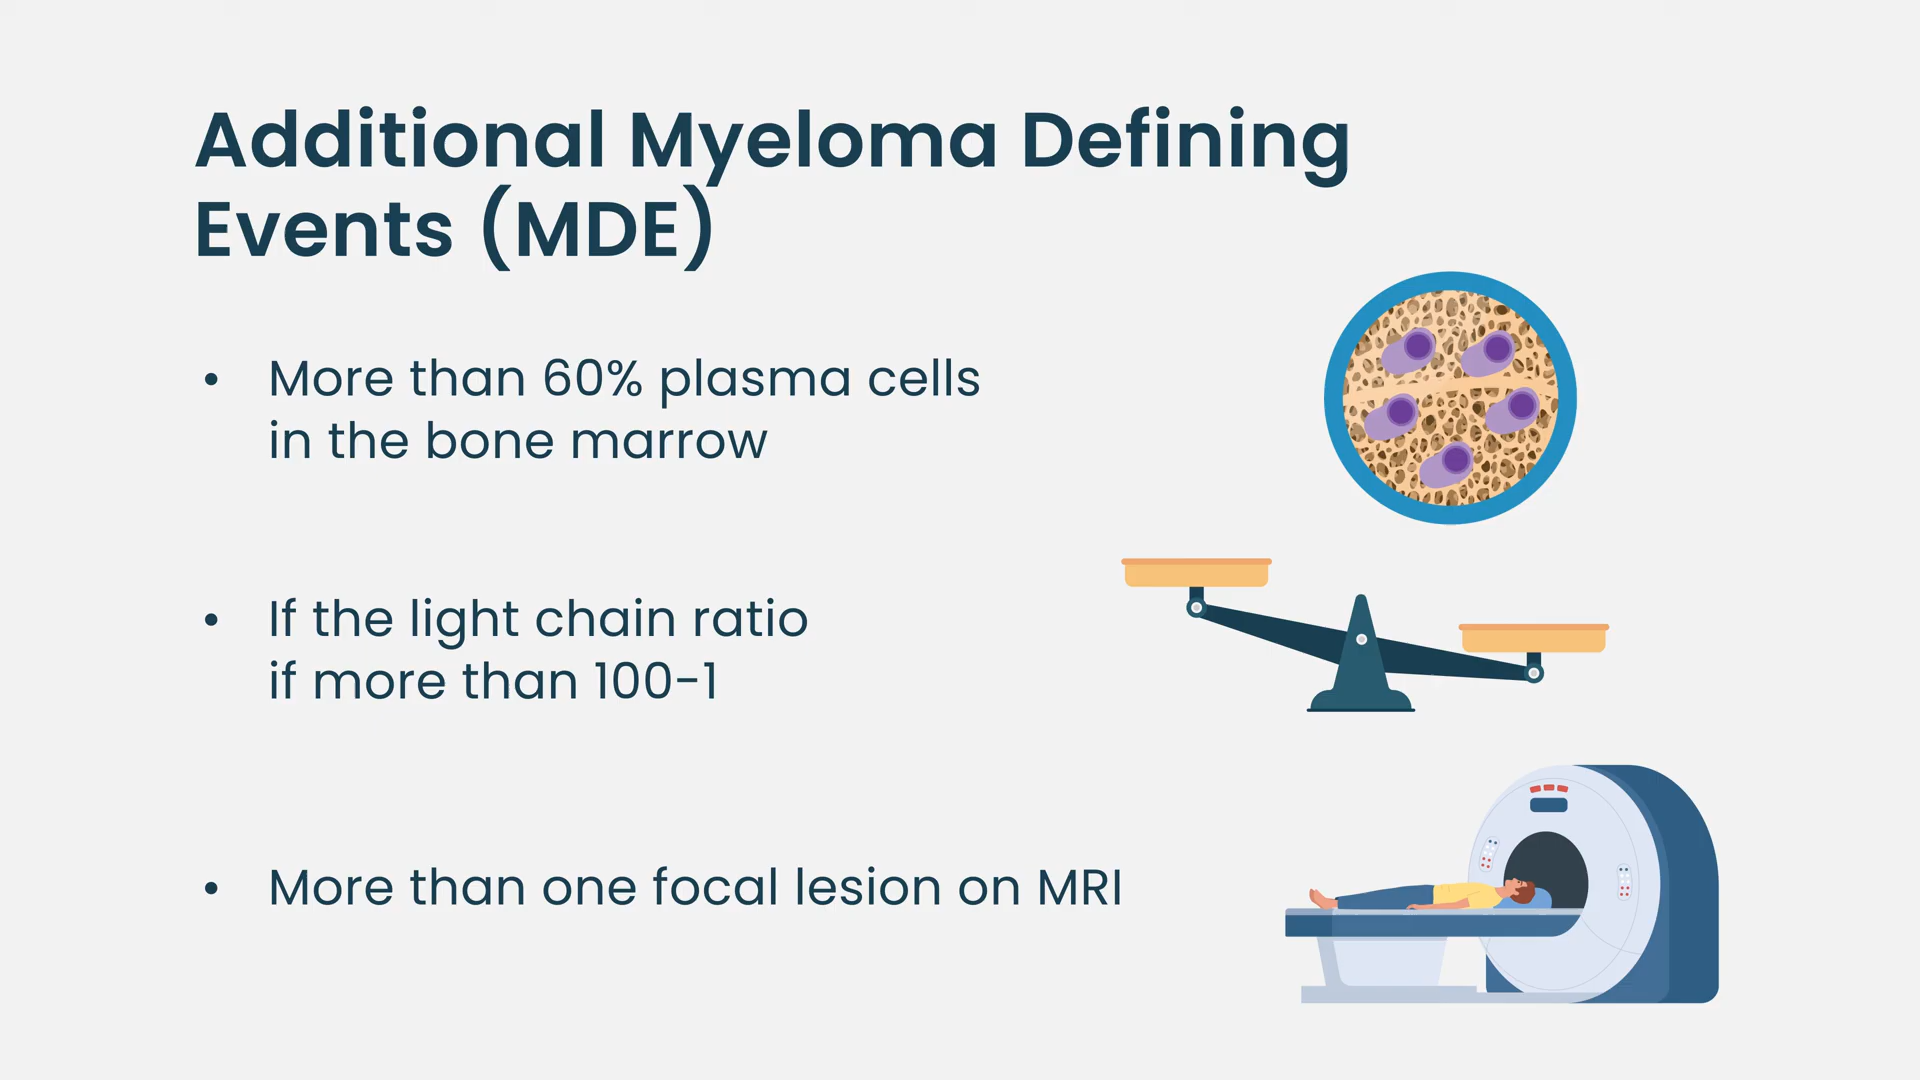 Additional Myeloma Defining
Events (MDE)
• More than 60% plasma cells
in the bone marrow
• If the light chain ratio
if more than 100-1
• More than one focal lesion on MRI